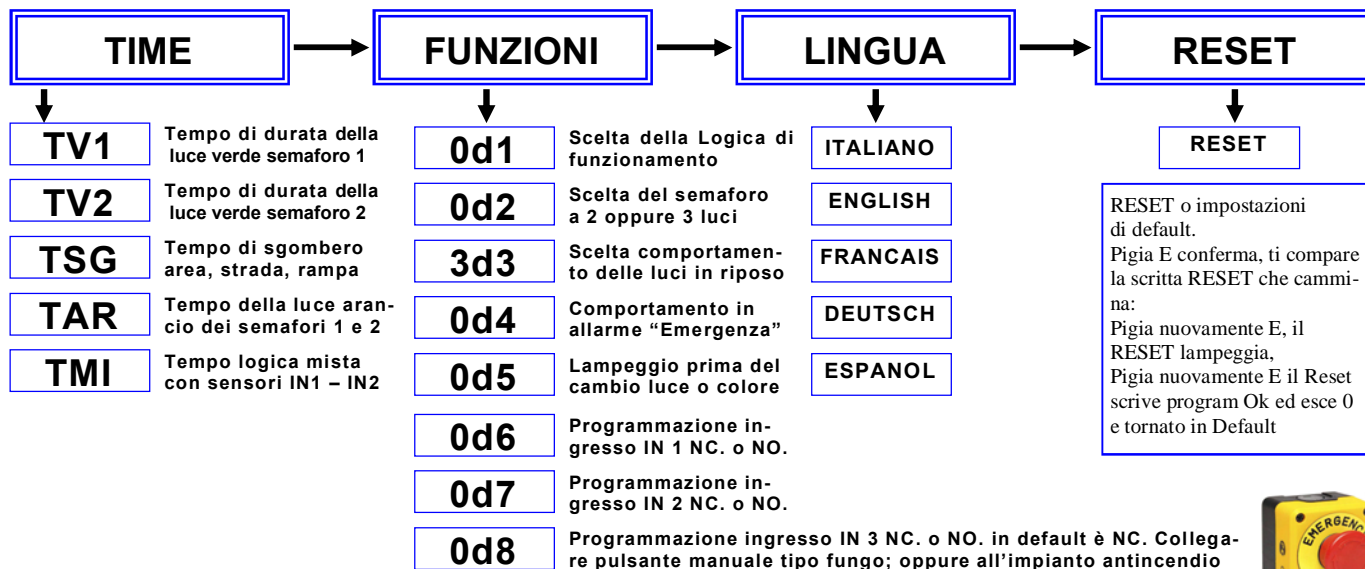 TIME
FUNZIONI
LINGUA
RESET
TV1
Tempo di durata della
luce verde semaforo 1
TV2
Tempo di durata della
luce verde semaforo 2
TSG
Tempo di sgombero
area, strada, rampa
TAR
Tempo della luce aran-
cio dei semafori 1 e 2
TMI
Tempo logica mista
con sensori IN1 – IN2
0d1
Scelta della Logica di
funzionamento
0d2
Scelta del semaforo
a 2 oppure 3 luci
3d3
Scelta comportamen-
to delle luci in riposo
0d4
Comportamento in
allarme “Emergenza”
0d5
Lampeggio prima del
cambio luce o colore
0d6
Programmazione in-
gresso IN 1 NC. o NO.
0d7
Programmazione in-
gresso IN 2 NC. o NO.
0d8
Programmazione ingresso IN 3 NC. o NO. in default è NC. Collega-
re pulsante manuale tipo fungo; oppure all’impianto antincendio
ITALIANO
ENGLISH
FRANCAIS
DEUTSCH
ESPANOL
RESET
RESET o impostazioni
di default.
Pigia E conferma, ti compare
la scritta RESET che cammi-
na:
Pigia nuovamente E, il
RESET lampeggia,
Pigia nuovamente E il Reset
scrive program Ok ed esce 0
e tornato in Default